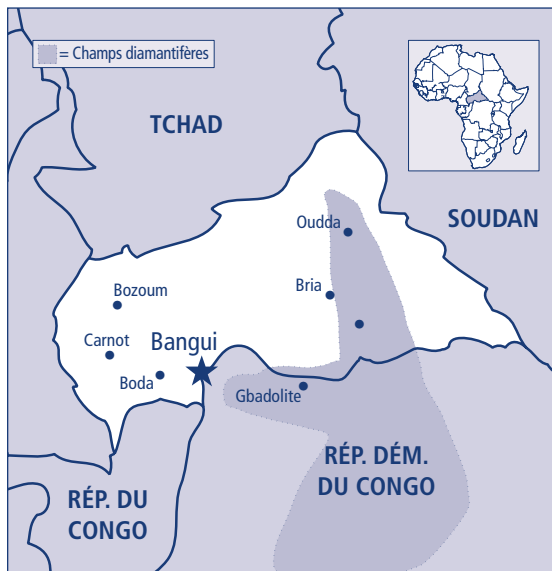 = Champs diamantifères
TCHAD
SOUDAN
Oudda
Bria
Bozoum
Carnot
Bangui
Boda
Gbadolite
RÉP. DÉM.
DU CONGO
RÉP. DU
CONGO